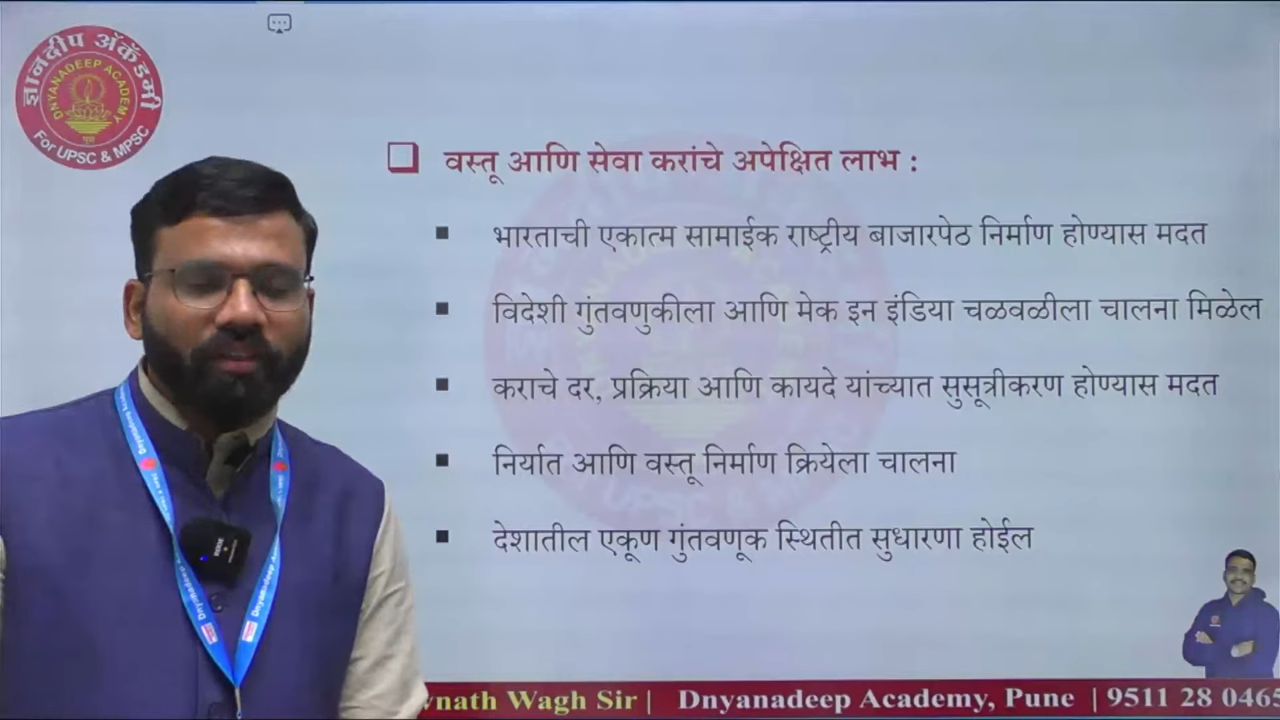 ज्ञानदीप अॅकॅडमी
DNYANADEEP ACADEMY
पुणे
For UPSC & MPSC
वस्तू आणि सेवा करांचे अपेक्षित लाभ :
भारताची एकात्म सामाईक राष्ट्रीय बाजारपेठ निर्माण होण्यास मदत
विदेशी गुंतवणुकीला आणि मेक इन इंडिया चळवळीला चालना मिळेल
कराचे दर, प्रक्रिया आणि कायदे यांच्यात सुसूत्रीकरण होण्यास मदत
निर्यात आणि वस्तू निर्माण क्रियेला चालना
देशातील एकूण गुंतवणूक स्थितीत सुधारणा होईल
Wagh Sir | Dnyanadeep Academy, Pune | 9511 28 0465